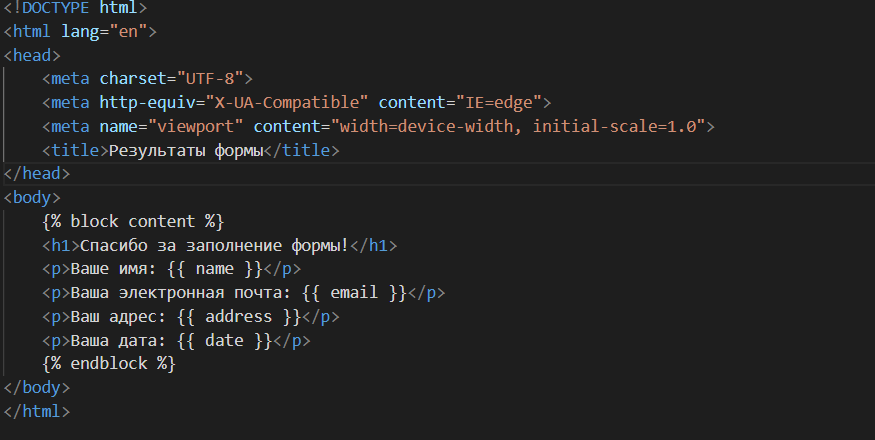 <!DOCTYPE html>
<html lang="en">
<head>
    <meta charset="UTF-8">
    <meta http-equiv="X-UA-Compatible" content="IE=edge">
    <meta name="viewport" content="width=device-width, initial-scale=1.0">
    <title>Результаты формы</title>
</head>
<body>
    {% block content %}
    <h1>Спасибо за заполнение формы!</h1>
    <p>Ваше имя: {{ name }}</p>
    <p>Ваша электронная почта: {{ email }}</p>
    <p>Ваш адрес: {{ address }}</p>
    <p>Ваша дата: {{ date }}</p>
    {% endblock %}
</body>
</html>